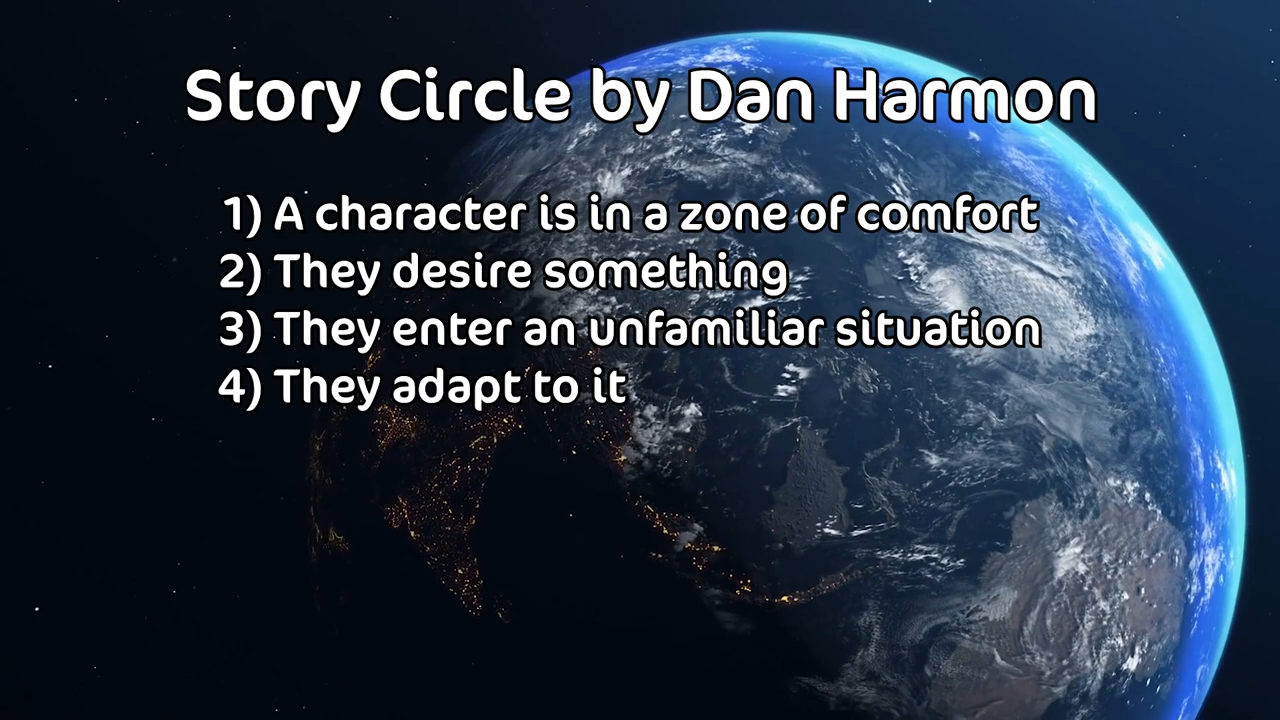 Story Circle by Dan Harmon
1) A character is in a zone of comfort
2) They desire something
3) They enter an unfamiliar situation
4) They adapt to it